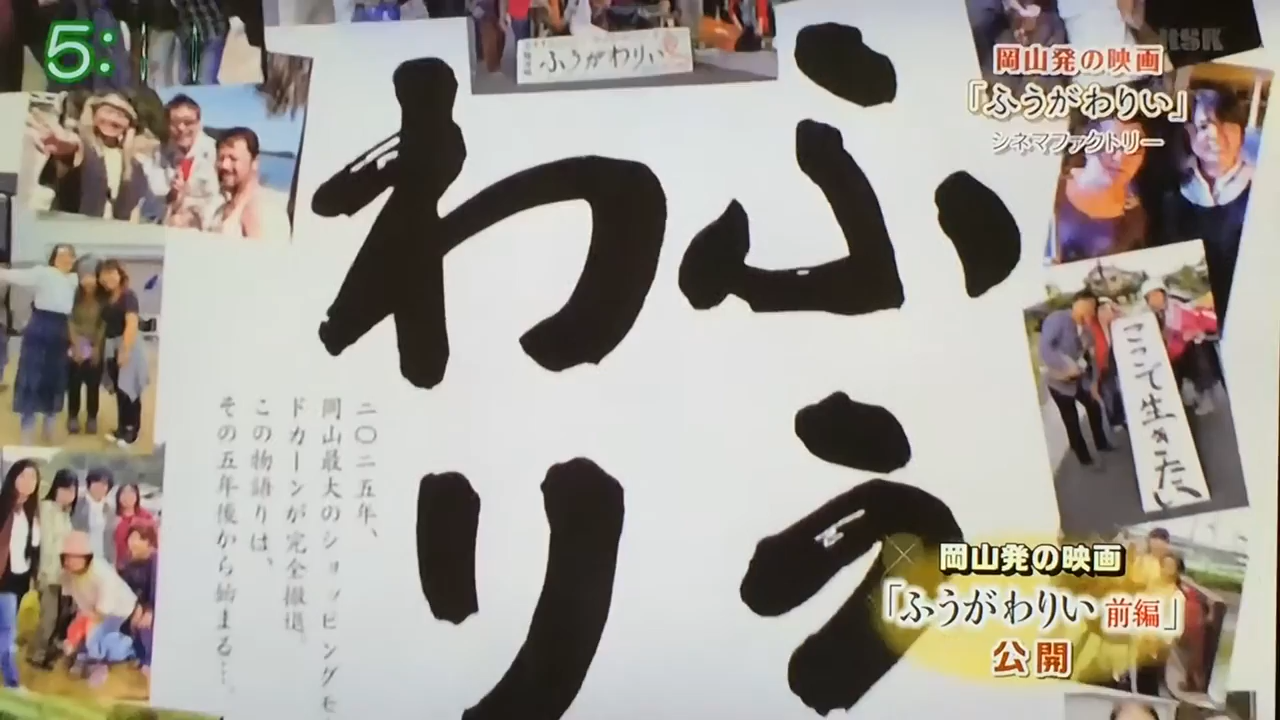 5:
RSK
岡山発の映画
「ふうがわりい」
シネマファクトリー
ふうがわりい
ふう
わり
こって生きたい
二〇二五年、
岡山最大のショッピングモ
ドカーンが完全撤退。
この物語りは、
その五年後から始まる…。
岡山発の映画
「ふうがわりい 前編」
公開